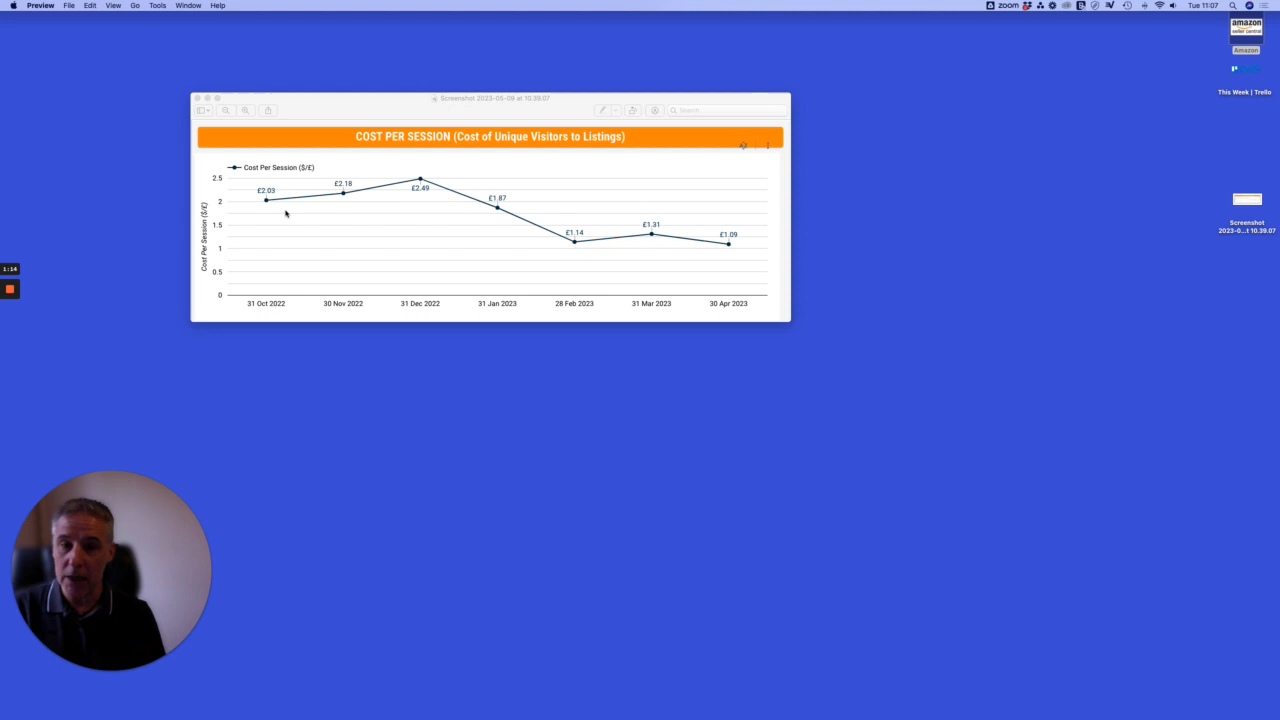 Preview File Edit View Go Tools Window Help
zoom Tue 11:07
amazon
seller central
Amazon
This Week | Trello
Screenshot 2023-05-09 at 10.39.07
Search
COST PER SESSION (Cost of Unique Visitors to Listings)
Cost Per Session ($/£)
Cost Per Session ($/£)
2.5
2
1.5
1
0.5
0
£2.03 £2.18 £2.49 £1.87 £1.14 £1.31 £1.09
31 Oct 2022 30 Nov 2022 31 Dec 2022 31 Jan 2023 28 Feb 2023 31 Mar 2023 30 Apr 2023
Screenshot
2023-0...t 10.39.07
1:14